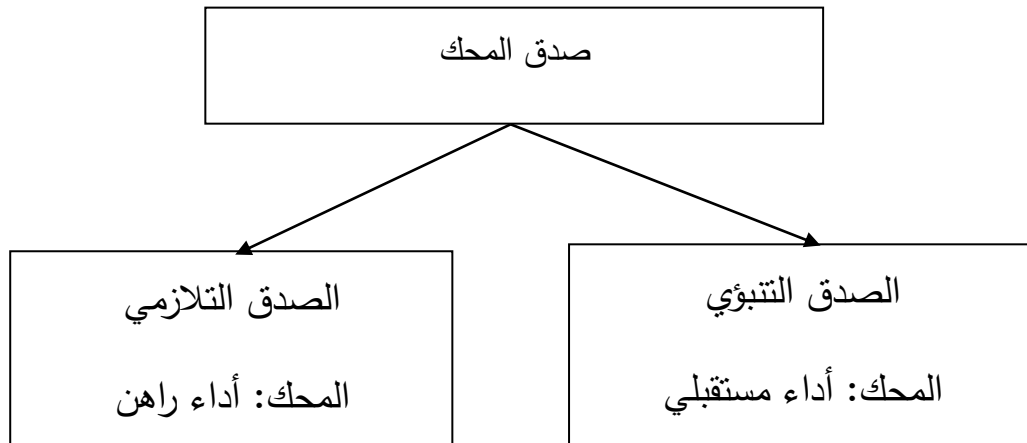 صدق المحك
الصدق التنبؤي
المحك: أداء مستقبلي
الصدق التلازمي
المحك: أداء راهن